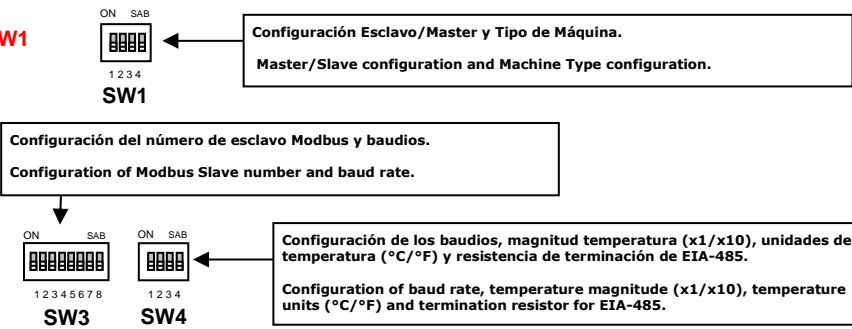 ON SAB
W1
1 2 3 4
SW1
Configuración Esclavo/Master y Tipo de Máquina.
Master/Slave configuration and Machine Type configuration.
Configuración del número de esclavo Modbus y baudios.
Configuration of Modbus Slave number and baud rate.
ON SAB
1 2 3 4 5 6 7 8
SW3
ON SAB
1 2 3 4
SW4
Configuración de los baudios, magnitud temperatura (x1/x10), unidades de
temperatura (°C/°F) y resistencia de terminación de EIA-485.
Configuration of baud rate, temperature magnitude (x1/x10), temperature
units (°C/°F) and termination resistor for EIA-485.